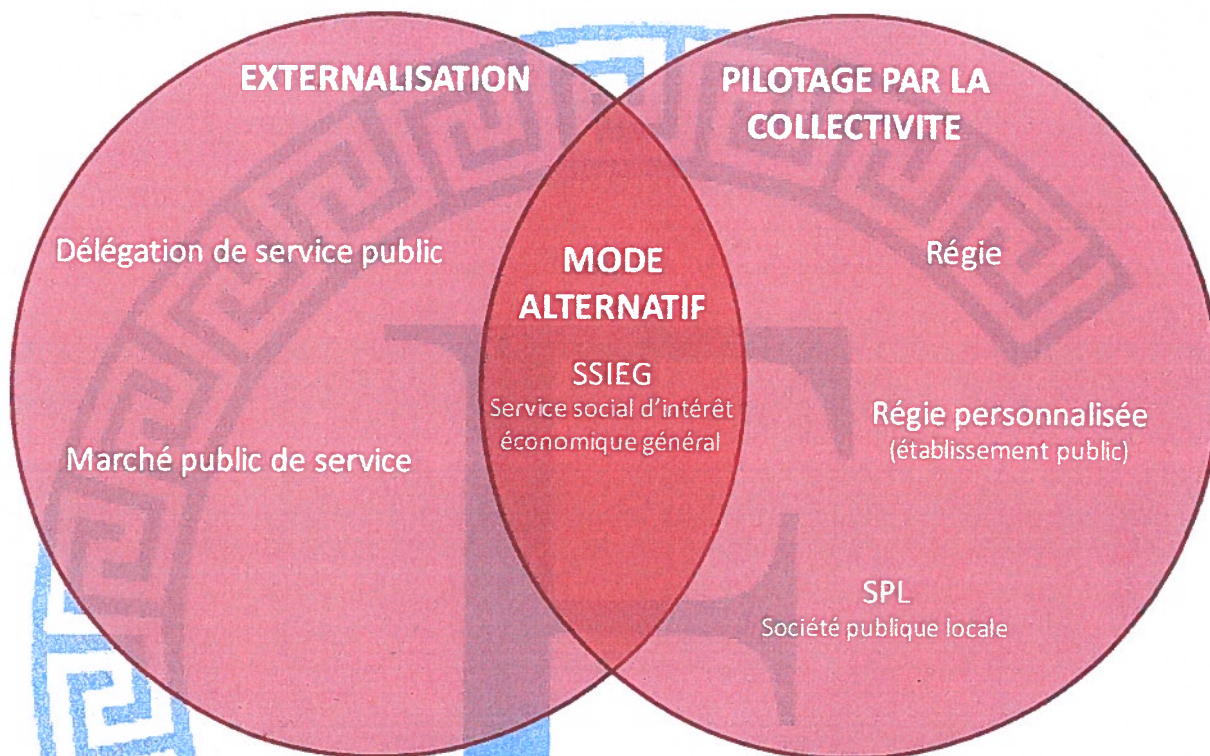 EXTERNALISATION
Délégation de service public
Marché public de service
MODE
ALTERNATIF
SSIEG
Service social d'intérêt
économique général
PILOTAGE PAR LA
COLLECTIVITE
Régie
Régie personnalisée
(établissement public)
SPL
Société publique locale